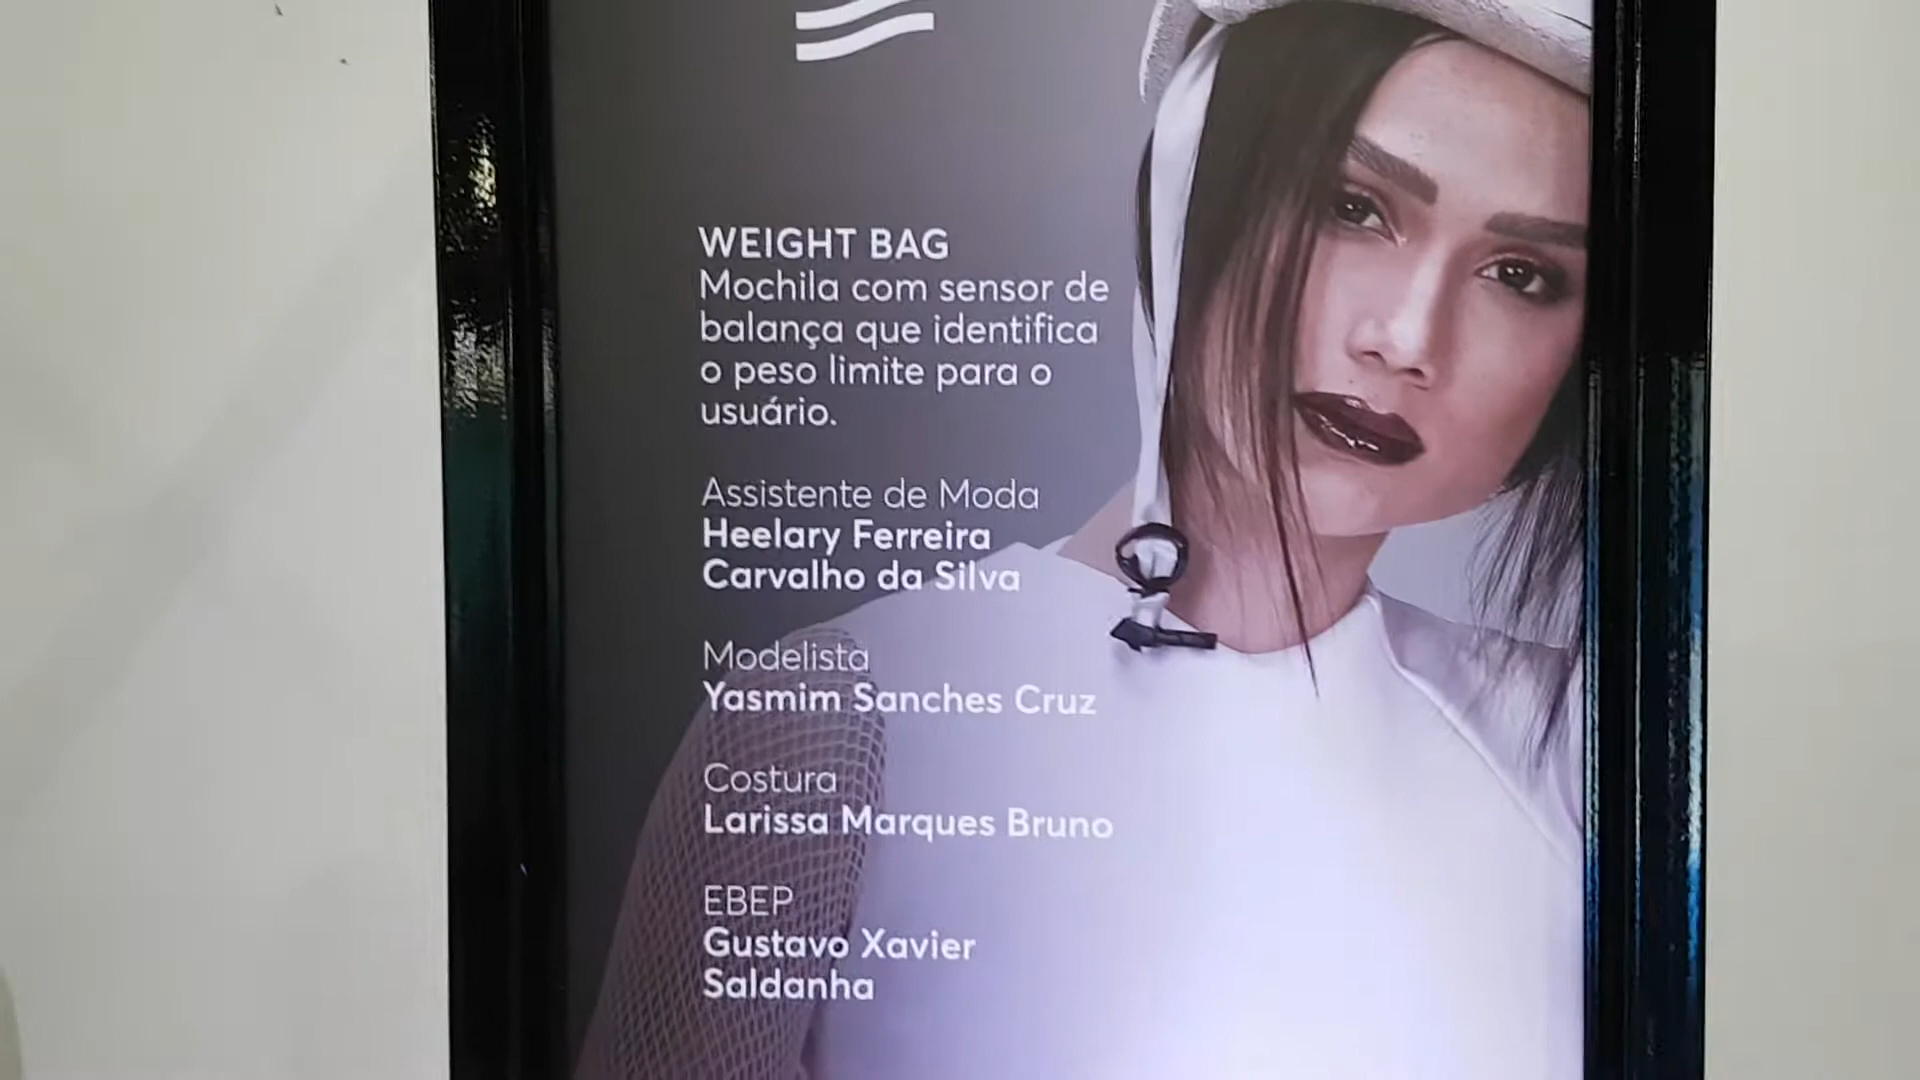 WEIGHT BAG
Mochila com sensor de
balança que identifica
o peso limite para o
usuário.
Assistente de Moda
Heelary Ferreira
Carvalho da Silva
Modelista
Yasmim Sanches Cruz
Costura
Larissa Marques Bruno
EBEP
Gustavo Xavier
Saldanha